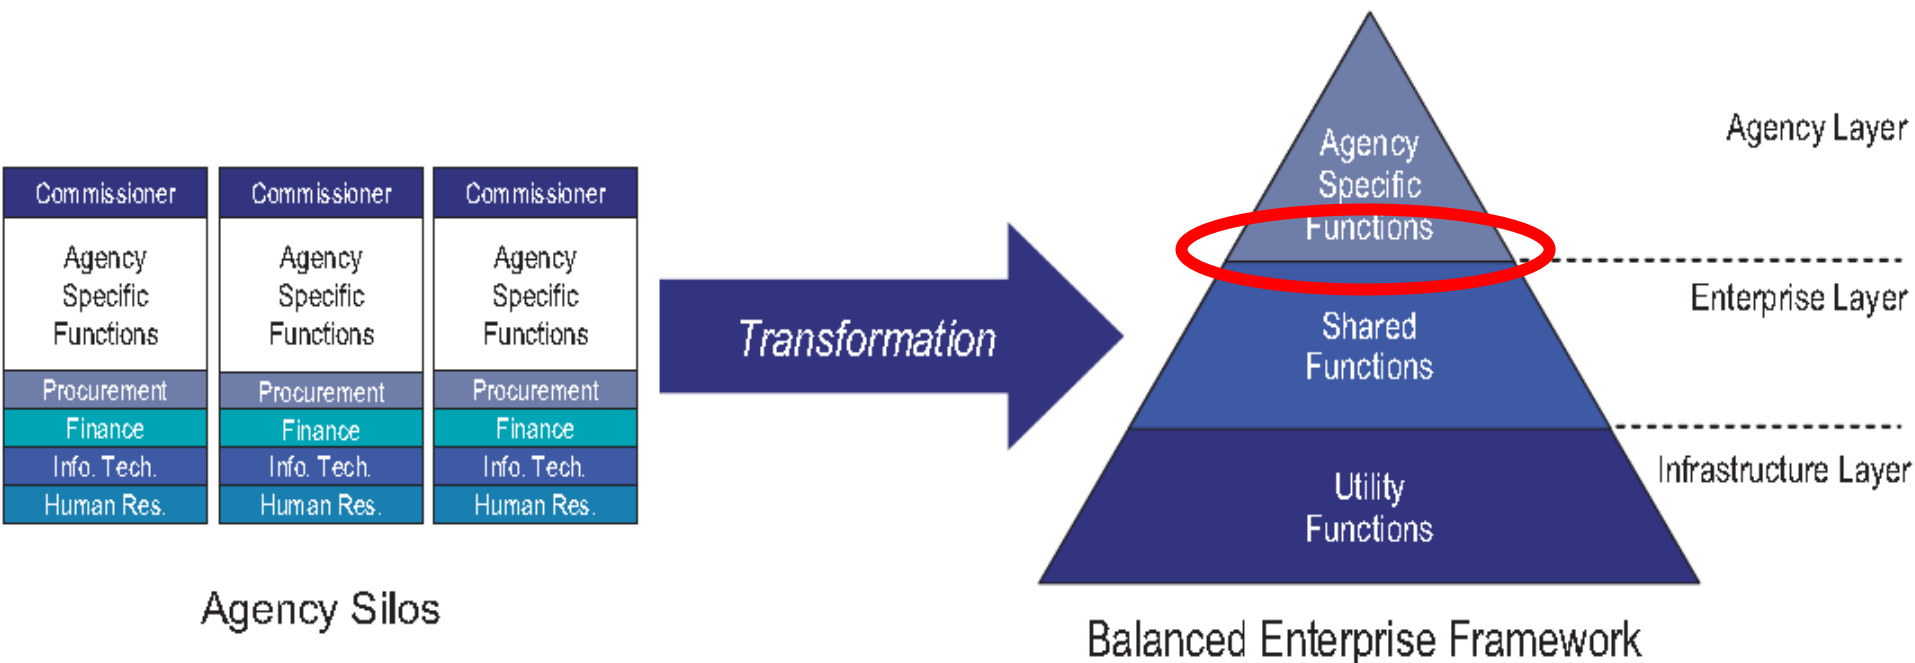 Commissioner
Agency
Specific
Functions
Procurement
Finance
Info. Tech.
Human Res.
Commissioner
Agency
Specific
Functions
Procurement
Finance
Info. Tech.
Human Res.
Commissioner
Agency
Specific
Functions
Procurement
Finance
Info. Tech.
Human Res.
Agency Silos
Transformation
Agency
Specific
Functions
Shared
Functions
Utility
Functions
Agency Layer
Enterprise Layer
Infrastructure Layer
Balanced Enterprise Framework